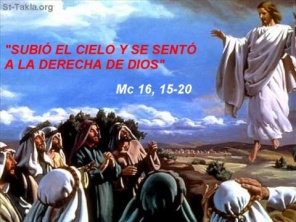 St-Takla.org
"SUBIÓ EL CIELO Y SE SENTÓ
A LA DERECHA DE DIOS"
Mc 16, 15-20